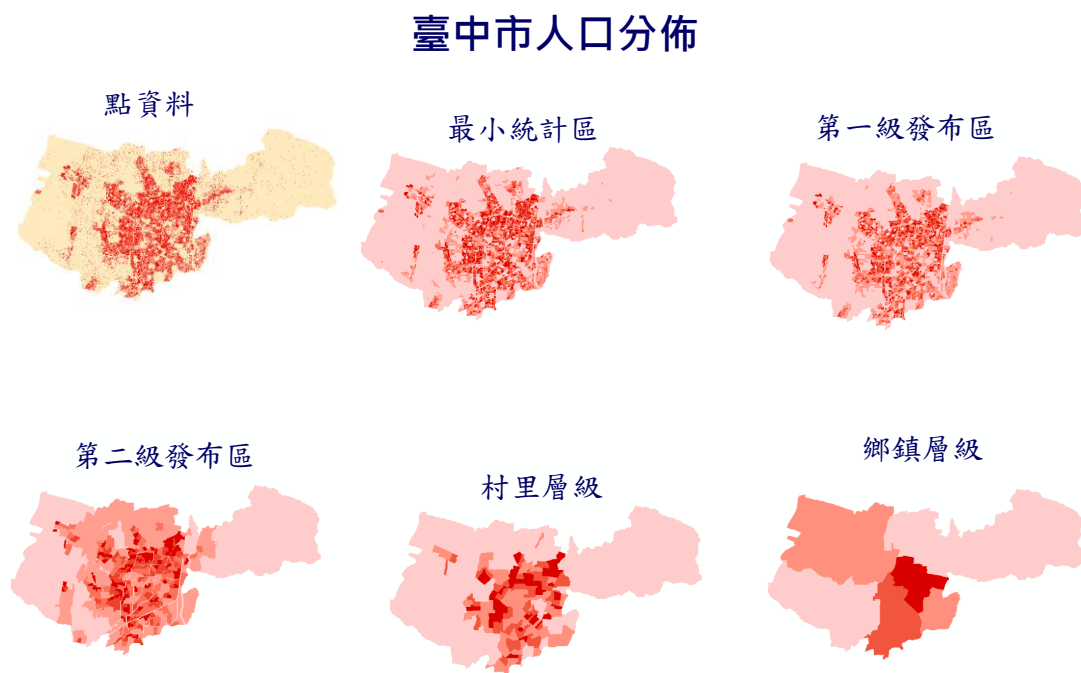 臺中市人口分佈
點資料
最小統計區
第一級發布區
第二級發布區
村里層級
鄉鎮層級